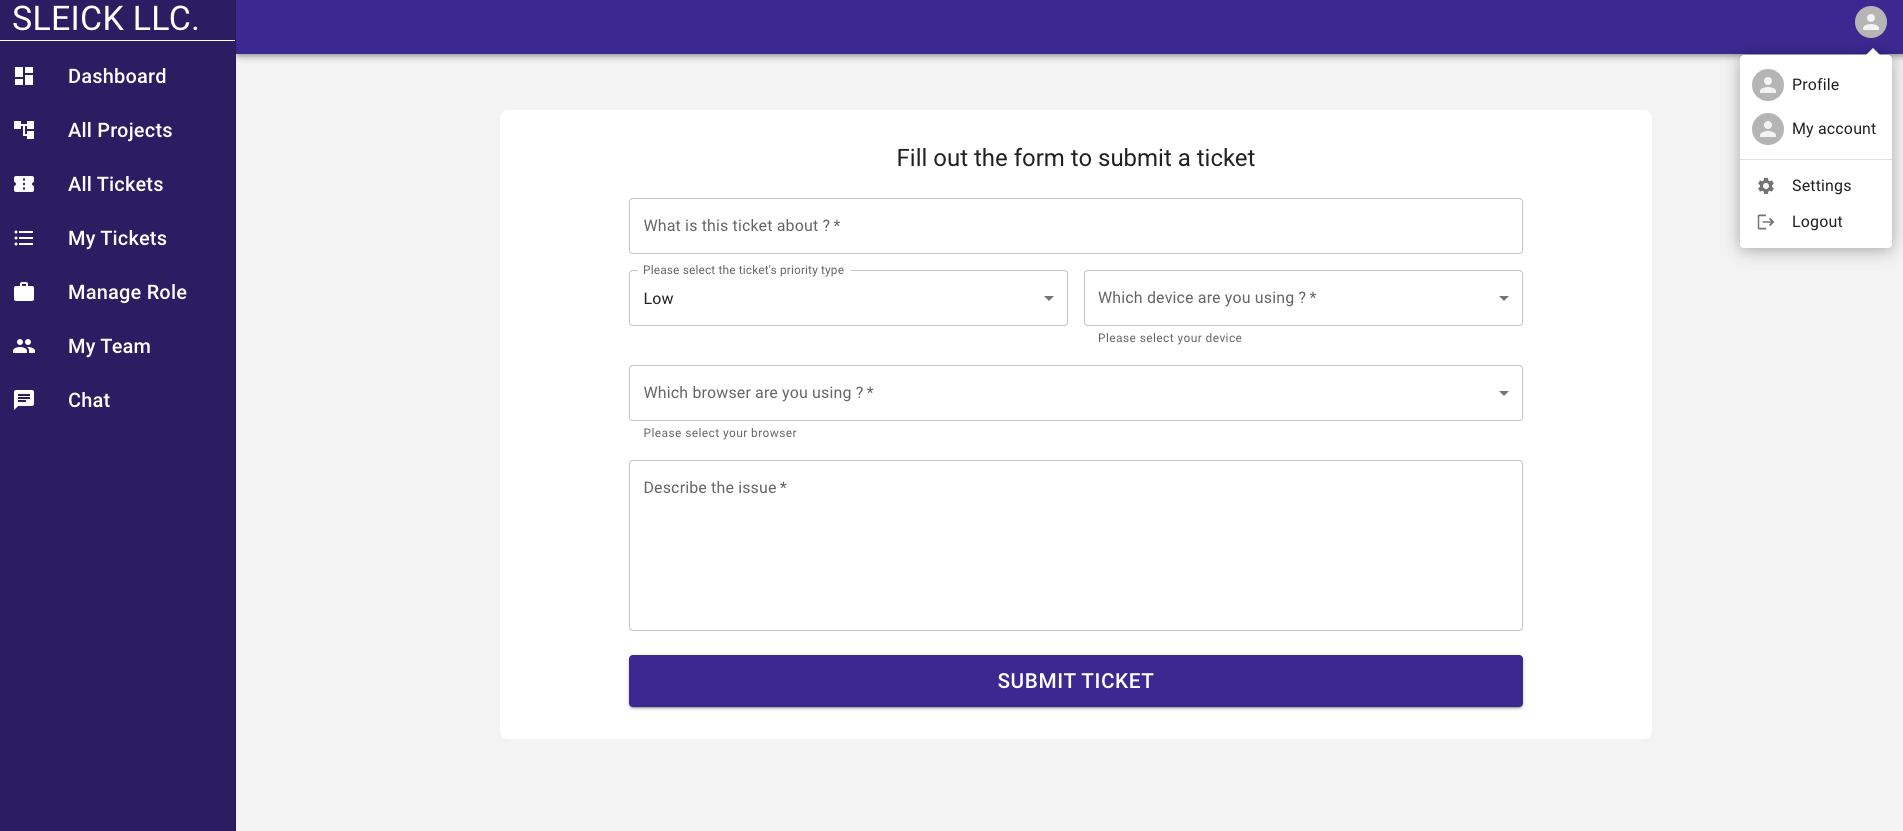 SLEICK LLC.
Dashboard
All Projects
All Tickets
My Tickets
Manage Role
My Team
Chat
Profile
My account
Settings
Logout
Fill out the form to submit a ticket
What is this ticket about ? *
Please select the ticket's priority type
Low
Which device are you using ? *
Please select your device
Which browser are you using ? *
Please select your browser
Describe the issue *
SUBMIT TICKET